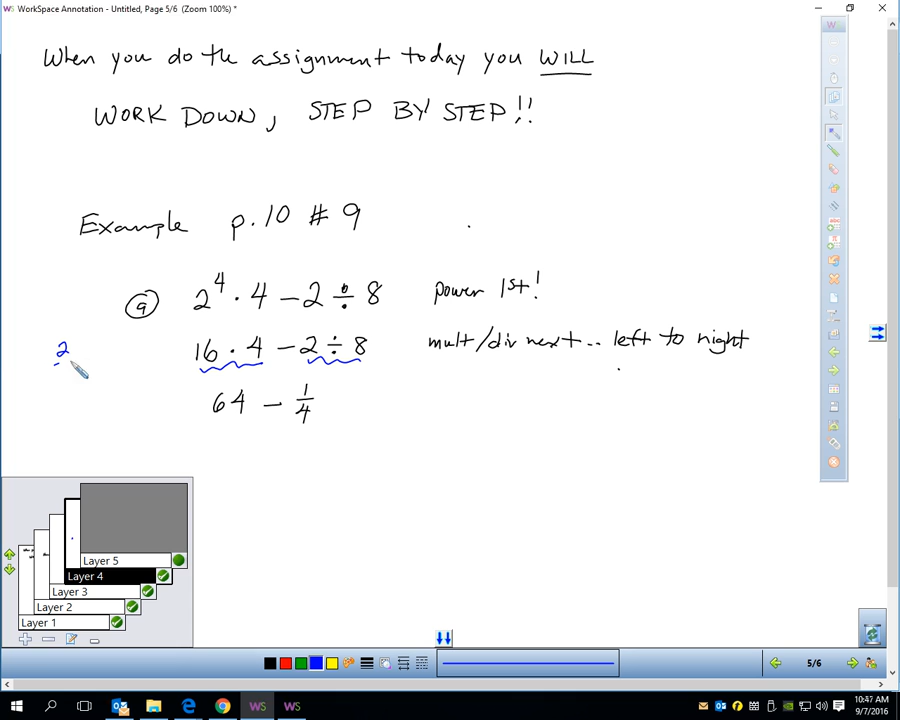 WorkSpace Annotation - Untitled, Page 5/6 (Zoom 100%) *
When you do the assignment today you WILL
WORK DOWN, STEP BY STEP!!
Example p.10 # 9
a 2⁴ · 4 − 2 ÷ 8 power 1st!
2 16 · 4 − 2 ÷ 8 mult/div next.. left to right
64 − 1/4
Layer 5
Layer 4
Layer 3
Layer 2
Layer 1
5/6
10:47 AM
9/7/2016